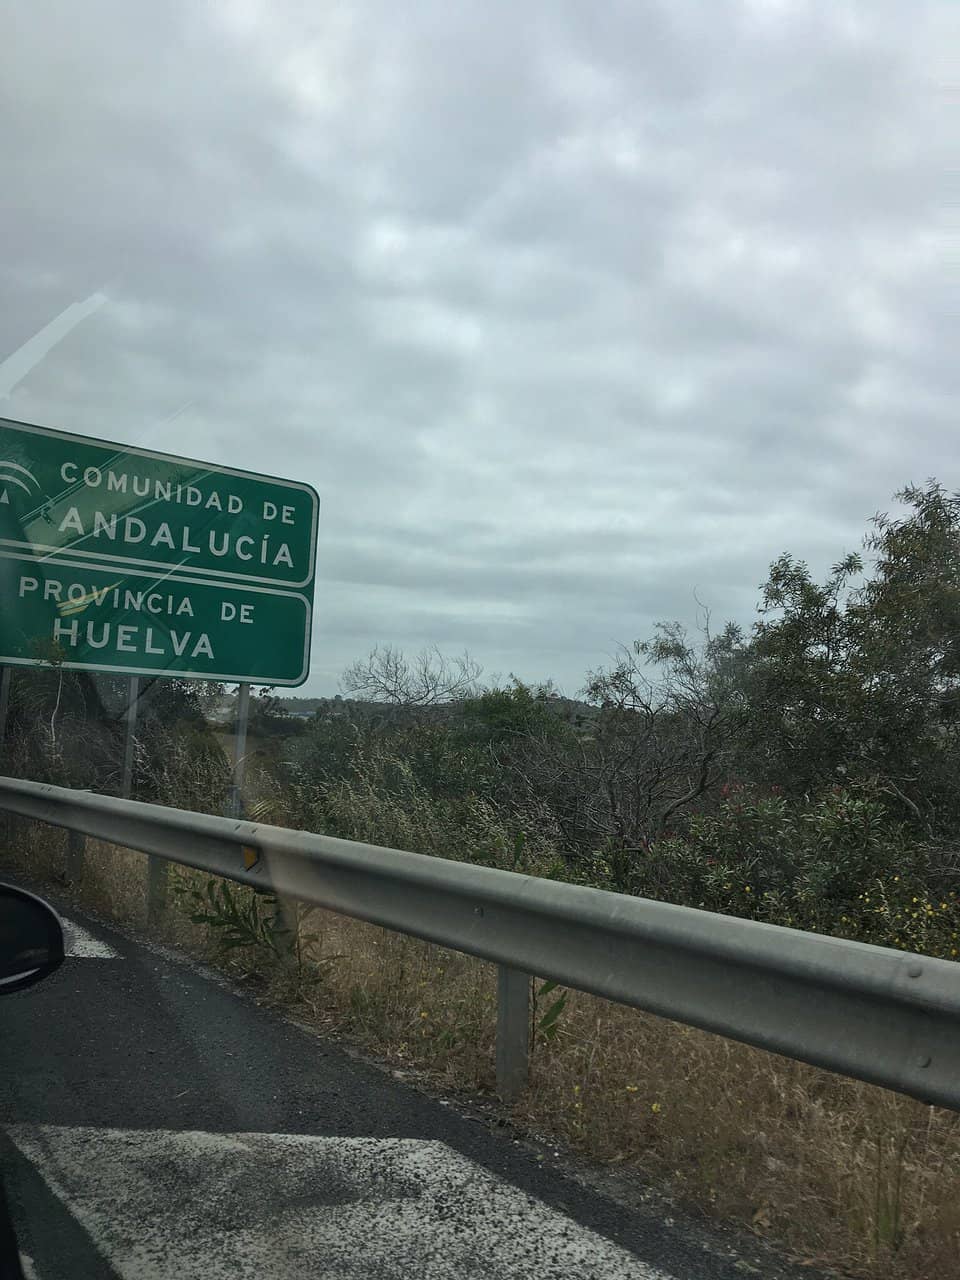 COMUNIDAD DE
ANDALUCÍA
PROVINCIA DE
HUELVA